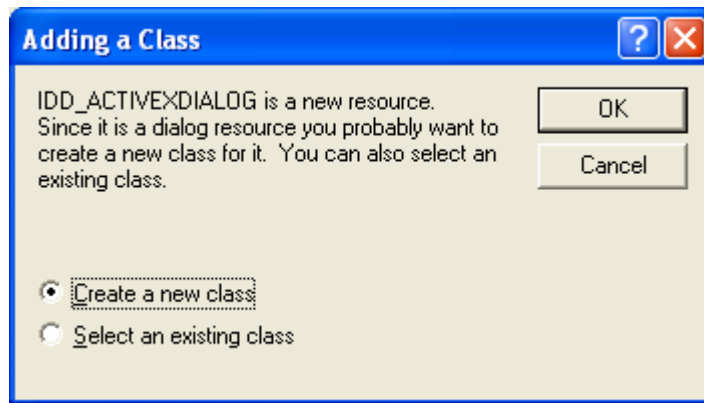 Adding a Class
IDD_ACTIVEXDIALOG is a new resource.
Since it is a dialog resource you probably want to
create a new class for it.  You can also select an
existing class.
OK
Cancel
Create a new class
Select an existing class